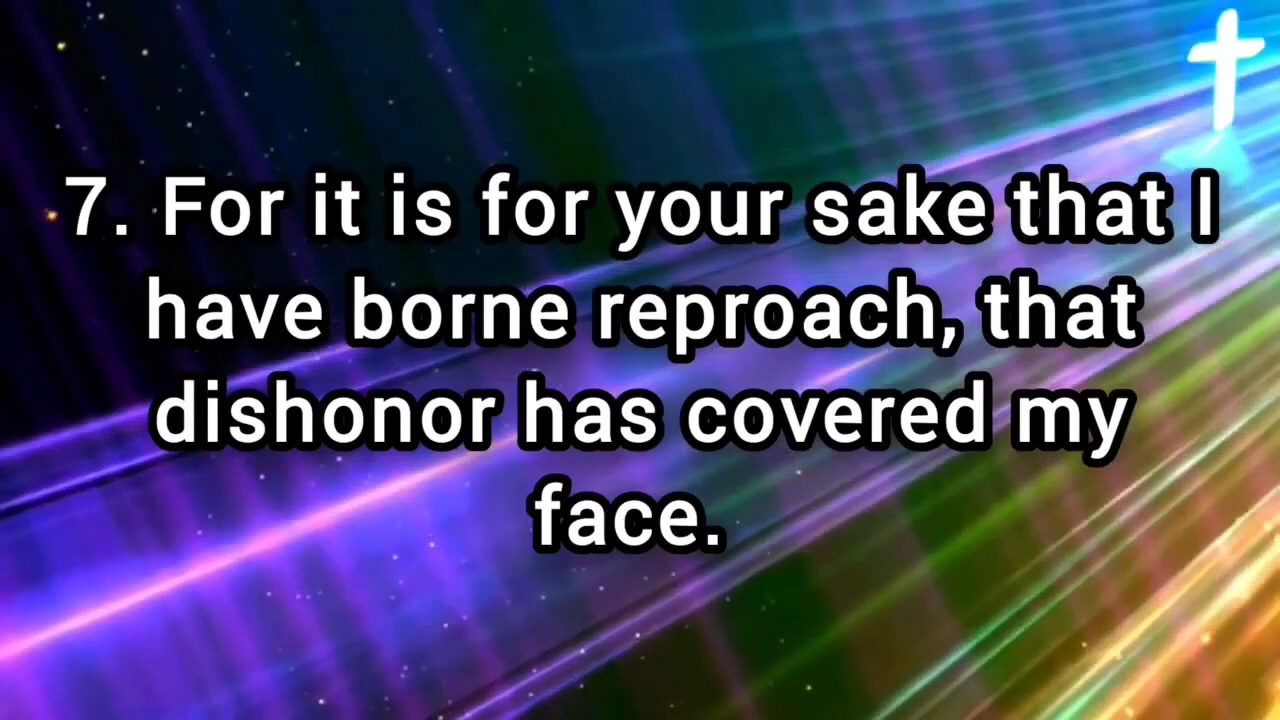 7. For it is for your sake that I
have borne reproach, that
dishonor has covered my
face.